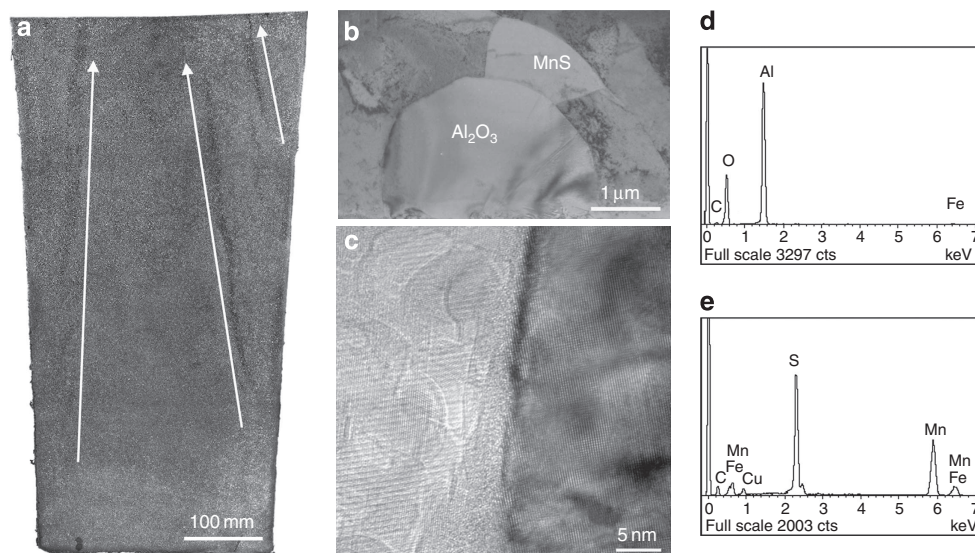 a
100 mm
b
MnS
Al₂O₃
1 μm
c
5 nm
d
Al
O
C
Fe
0 1 2 3 4 5 6 7
Full scale 3297 cts keV
e
S
Mn
Mn
Mn
Fe
C
Cu
Fe
0 1 2 3 4 5 6 7
Full scale 2003 cts keV